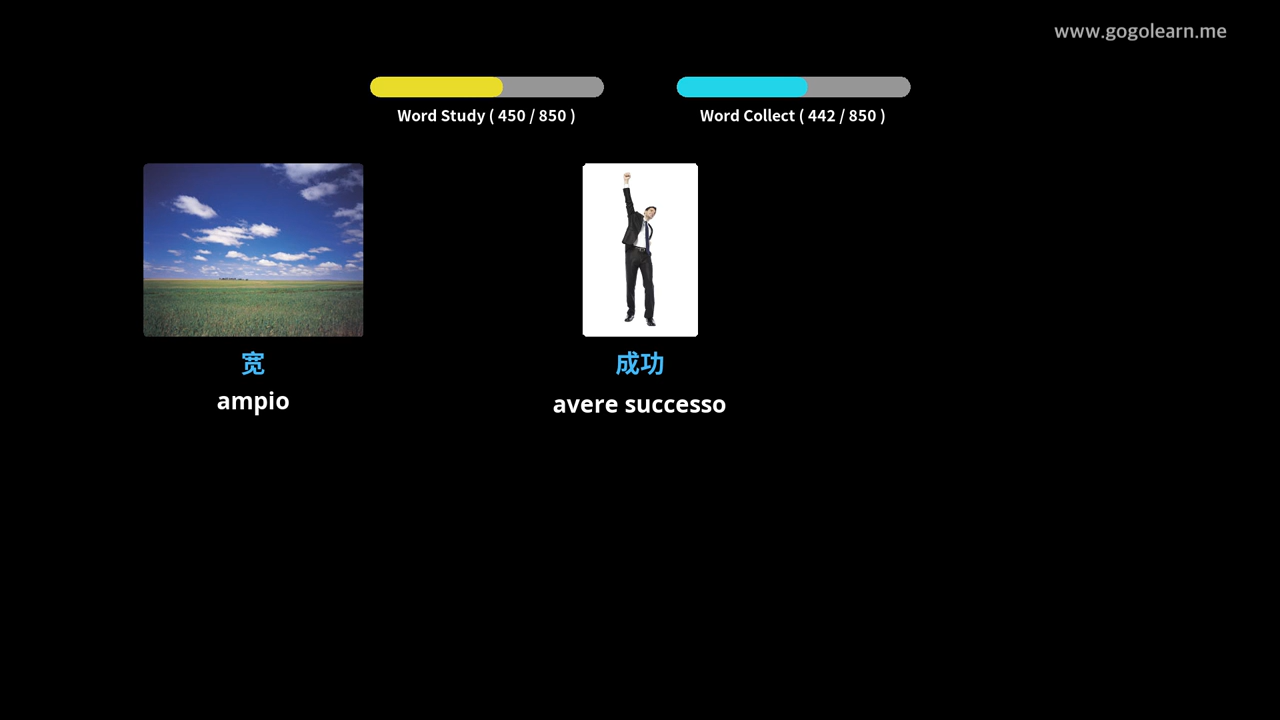 www.gogolearn.me
Word Study ( 450 / 850 )
Word Collect ( 442 / 850 )
宽
ampio
成功
avere successo